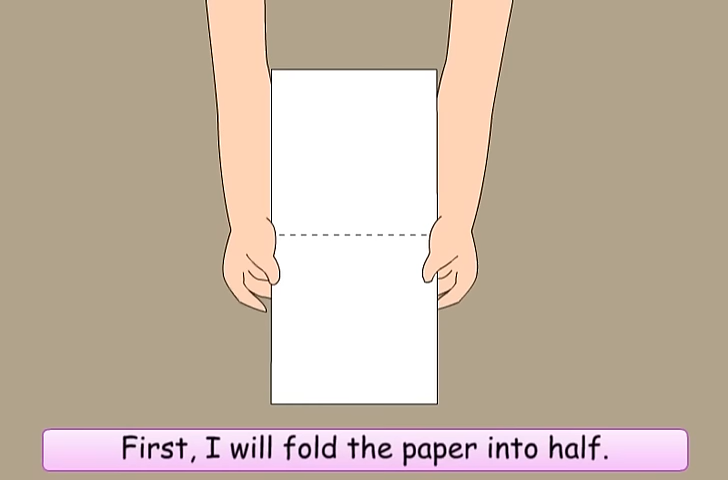 First, I will fold the paper into half.